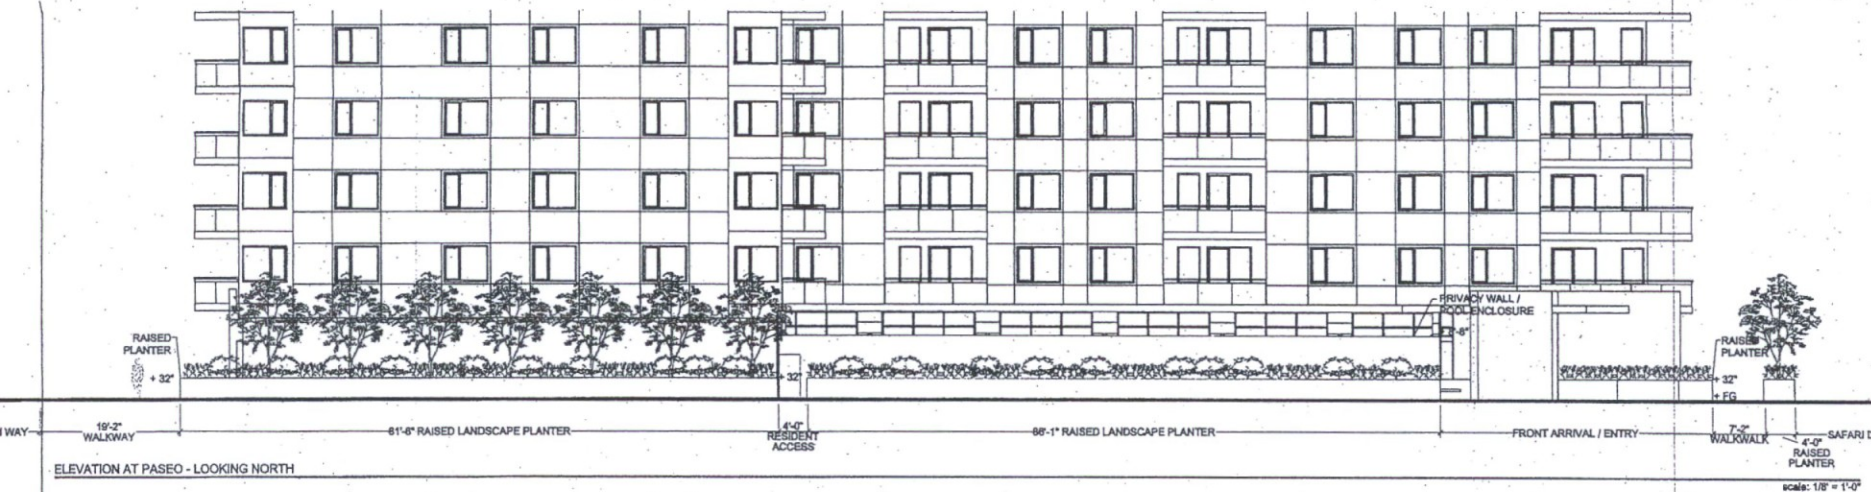 PRIVACY WALL /
POOL ENCLOSURE
RAISED
PLANTER
+ 32"
+ 32"
RAISED
PLANTER
+ 32"
+ FG
WAY
19'-2"
WALKWAY
61'-6" RAISED LANDSCAPE PLANTER
4'-0"
RESIDENT
ACCESS
66'-1" RAISED LANDSCAPE PLANTER
FRONT ARRIVAL / ENTRY
7'-2"
WALKWALK
4'-0"
RAISED
PLANTER
SAFARI D
ELEVATION AT PASEO - LOOKING NORTH
scale: 1/8" = 1'-0"